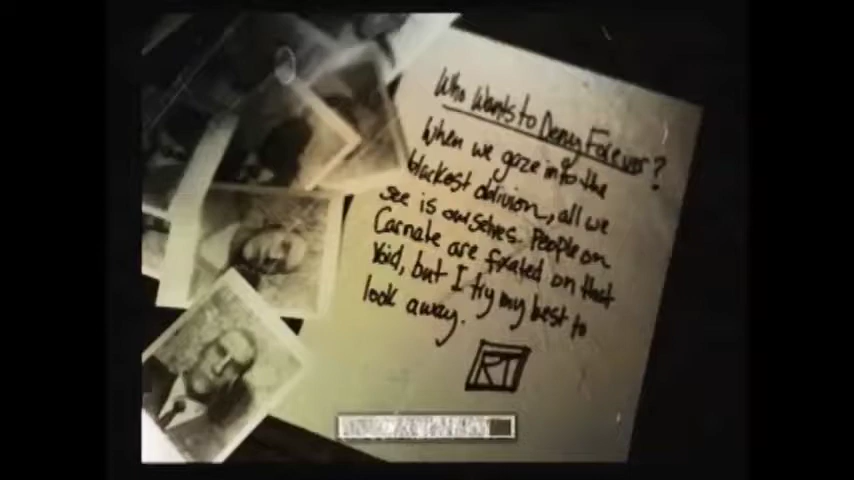 Who Wants to Deny Forever?
When we gaze into the
blackest oblivion, all we
see is ourselves. People on
Carnate are fixated on that
void, but I try my best to
look away.
RT